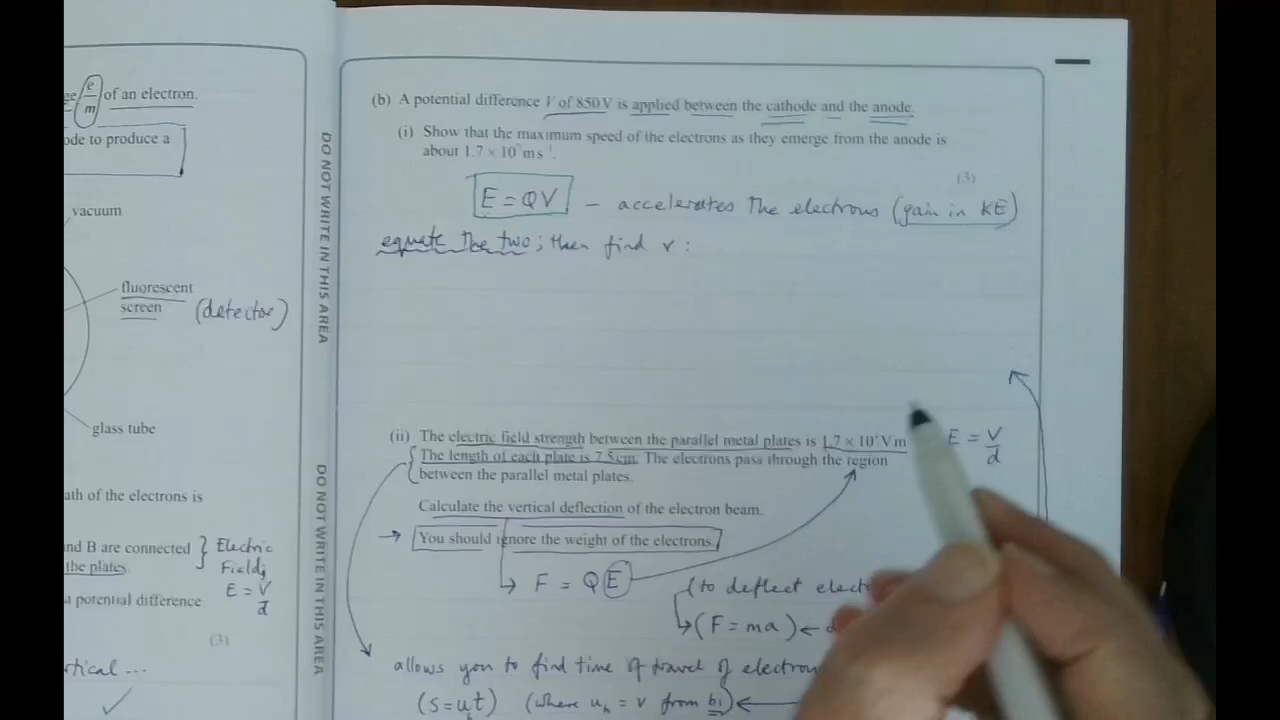 e/m of an electron.
ode to produce a
vacuum
fluorescent
screen (detector)
glass tube
ath of the electrons is
and B are connected } Electric
the plates. Field;
E = V/d
a potential difference
(3)
rtical ...
✓
DO NOT WRITE IN THIS AREA
DO NOT WRITE IN THIS AREA
(b) A potential difference V of 850 V is applied between the cathode and the anode.
(i) Show that the maximum speed of the electrons as they emerge from the anode is
about 1.7 × 10⁷ m s⁻¹.
(3)
E = QV – accelerates the electrons (gain in KE)
equate the two; then find v:
(ii) The electric field strength between the parallel metal plates is 1.7 × 10⁴ V m E = V/d
The length of each plate is 7.5 cm. The electrons pass through the region
between the parallel metal plates.
Calculate the vertical deflection of the electron beam.
→ You should ignore the weight of the electrons.
↳ F = QE (to deflect elect
↳ (F = ma) ←
allows you to find time of travel of electron
(s = uₕt) (where uₕ = v from bi) ←